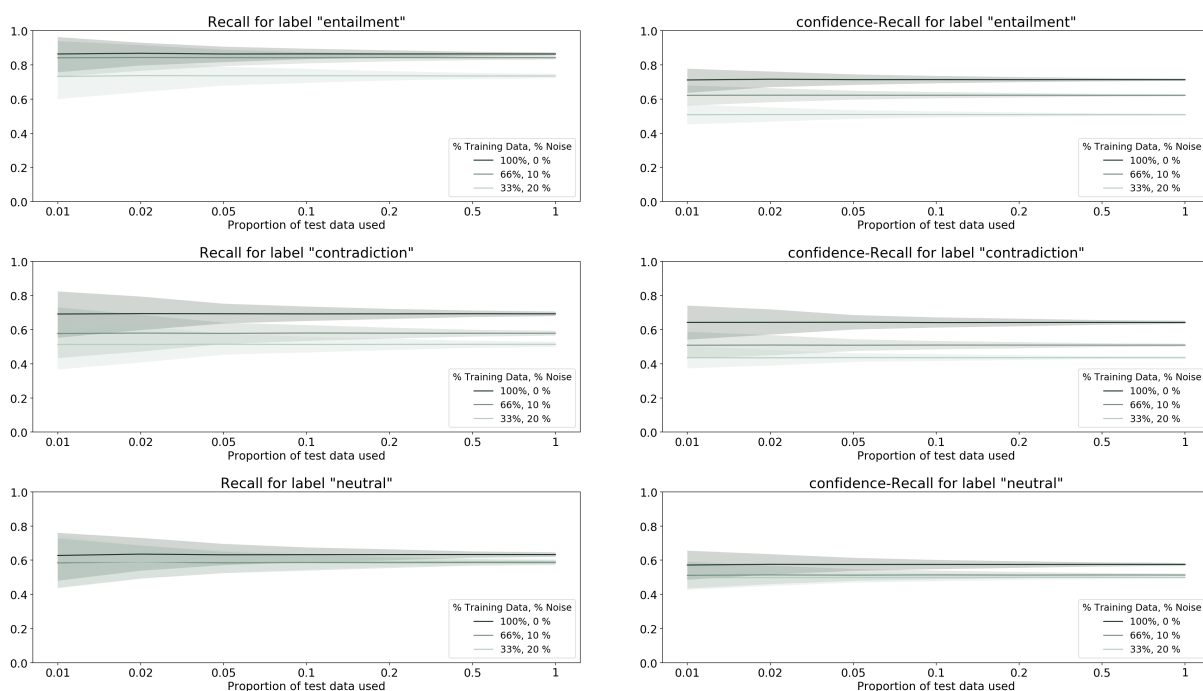 Recall for label "entailment"
1.0
0.8
0.6
0.4
0.2
0.0
% Training Data, % Noise
100%, 0 %
66%, 10 %
33%, 20 %
0.01 0.02 0.05 0.1 0.2 0.5 1
Proportion of test data used
confidence-Recall for label "entailment"
1.0
0.8
0.6
0.4
0.2
0.0
% Training Data, % Noise
100%, 0 %
66%, 10 %
33%, 20 %
0.01 0.02 0.05 0.1 0.2 0.5 1
Proportion of test data used
Recall for label "contradiction"
1.0
0.8
0.6
0.4
0.2
0.0
% Training Data, % Noise
100%, 0 %
66%, 10 %
33%, 20 %
0.01 0.02 0.05 0.1 0.2 0.5 1
Proportion of test data used
confidence-Recall for label "contradiction"
1.0
0.8
0.6
0.4
0.2
0.0
% Training Data, % Noise
100%, 0 %
66%, 10 %
33%, 20 %
0.01 0.02 0.05 0.1 0.2 0.5 1
Proportion of test data used
Recall for label "neutral"
1.0
0.8
0.6
0.4
0.2
0.0
% Training Data, % Noise
100%, 0 %
66%, 10 %
33%, 20 %
0.01 0.02 0.05 0.1 0.2 0.5 1
Proportion of test data used
confidence-Recall for label "neutral"
1.0
0.8
0.6
0.4
0.2
0.0
% Training Data, % Noise
100%, 0 %
66%, 10 %
33%, 20 %
0.01 0.02 0.05 0.1 0.2 0.5 1
Proportion of test data used